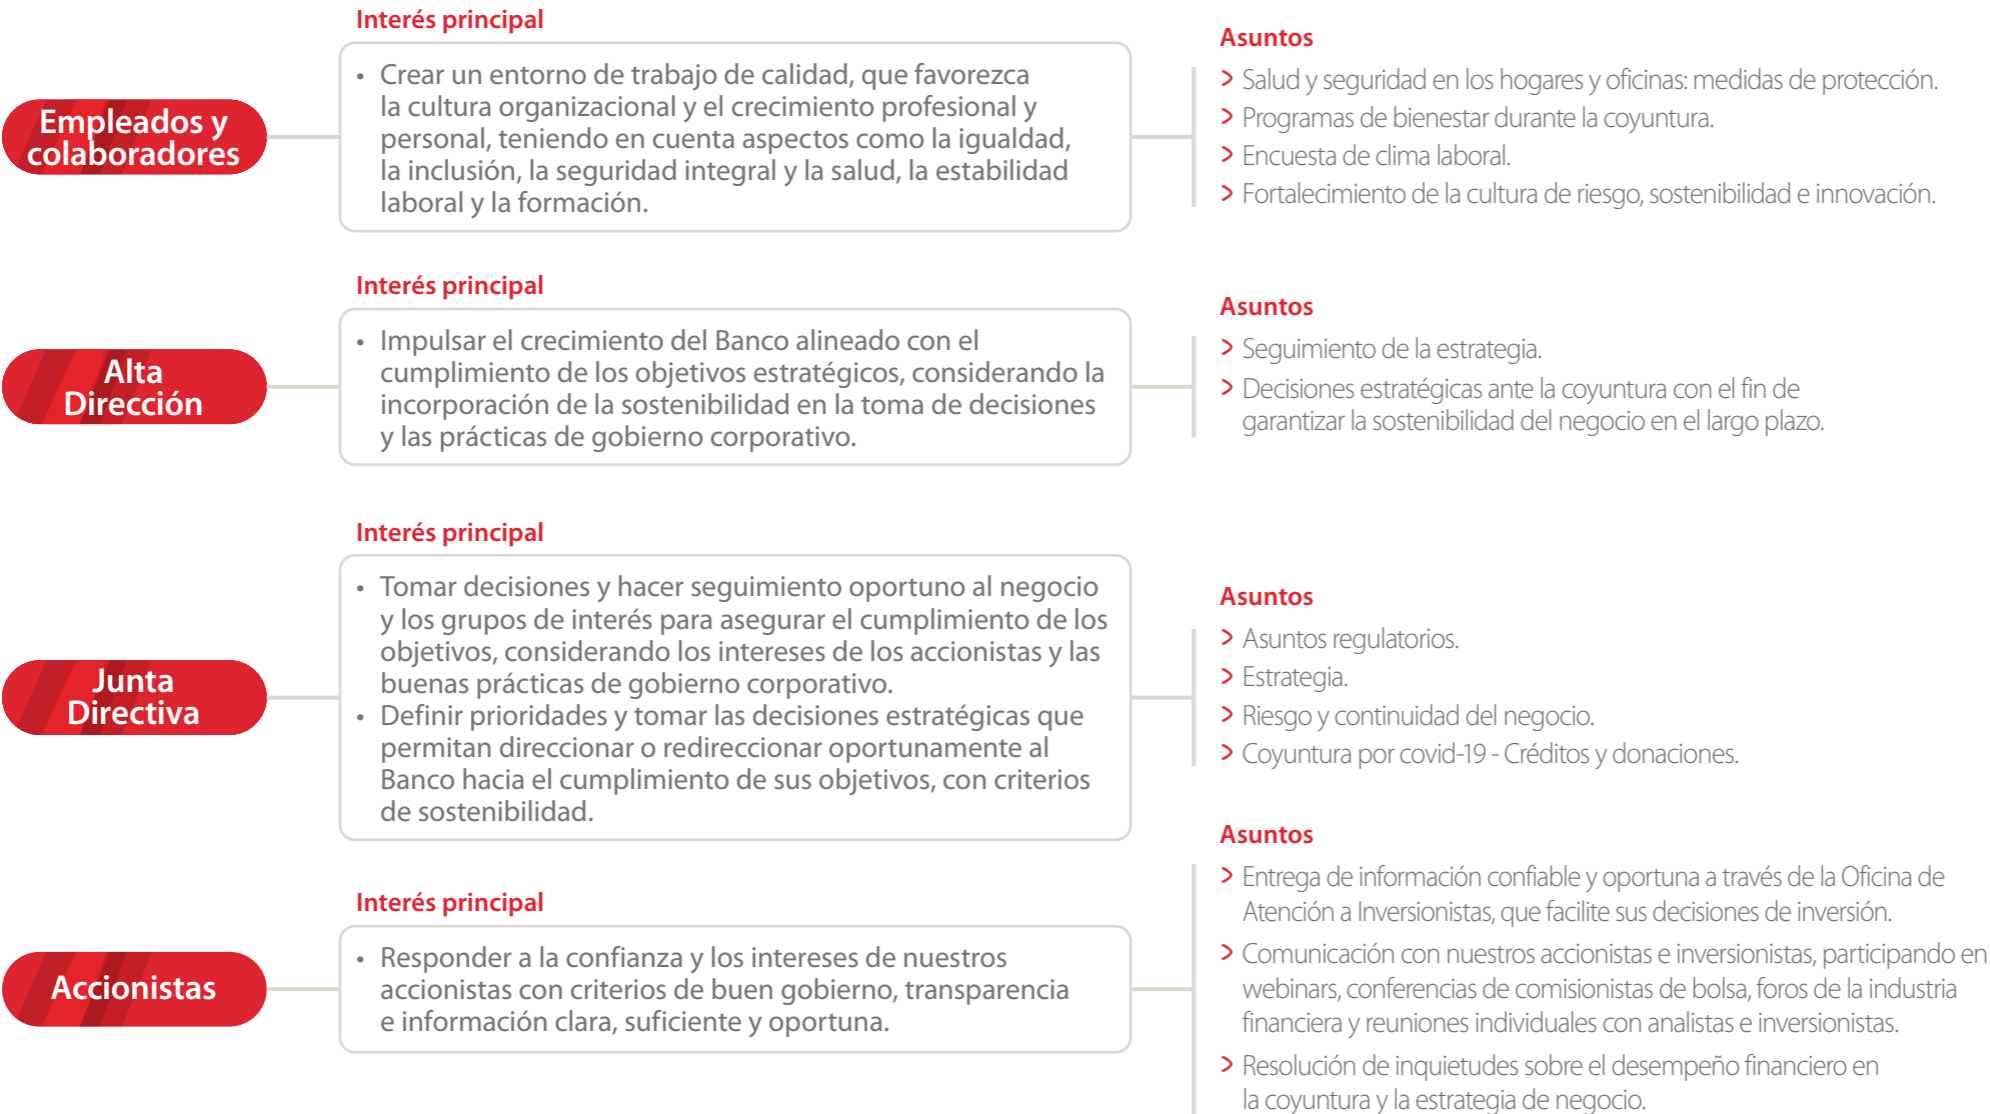 Empleados y
colaboradores
Interés principal
• Crear un entorno de trabajo de calidad, que favorezca
la cultura organizacional y el crecimiento profesional y
personal, teniendo en cuenta aspectos como la igualdad,
la inclusión, la seguridad integral y la salud, la estabilidad
laboral y la formación.
Asuntos
> Salud y seguridad en los hogares y oficinas: medidas de protección.
> Programas de bienestar durante la coyuntura.
> Encuesta de clima laboral.
> Fortalecimiento de la cultura de riesgo, sostenibilidad e innovación.
Alta
Dirección
Interés principal
• Impulsar el crecimiento del Banco alineado con el
cumplimiento de los objetivos estratégicos, considerando la
incorporación de la sostenibilidad en la toma de decisiones
y las prácticas de gobierno corporativo.
Asuntos
> Seguimiento de la estrategia.
> Decisiones estratégicas ante la coyuntura con el fin de
garantizar la sostenibilidad del negocio en el largo plazo.
Junta
Directiva
Interés principal
• Tomar decisiones y hacer seguimiento oportuno al negocio
y los grupos de interés para asegurar el cumplimiento de los
objetivos, considerando los intereses de los accionistas y las
buenas prácticas de gobierno corporativo.
• Definir prioridades y tomar las decisiones estratégicas que
permitan direccionar o redireccionar oportunamente al
Banco hacia el cumplimiento de sus objetivos, con criterios
de sostenibilidad.
Asuntos
> Asuntos regulatorios.
> Estrategia.
> Riesgo y continuidad del negocio.
> Coyuntura por covid-19 - Créditos y donaciones.
Accionistas
Interés principal
• Responder a la confianza y los intereses de nuestros
accionistas con criterios de buen gobierno, transparencia
e información clara, suficiente y oportuna.
Asuntos
> Entrega de información confiable y oportuna a través de la Oficina de
Atención a Inversionistas, que facilite sus decisiones de inversión.
> Comunicación con nuestros accionistas e inversionistas, participando en
webinars, conferencias de comisionistas de bolsa, foros de la industria
financiera y reuniones individuales con analistas e inversionistas.
> Resolución de inquietudes sobre el desempeño financiero en
la coyuntura y la estrategia de negocio.